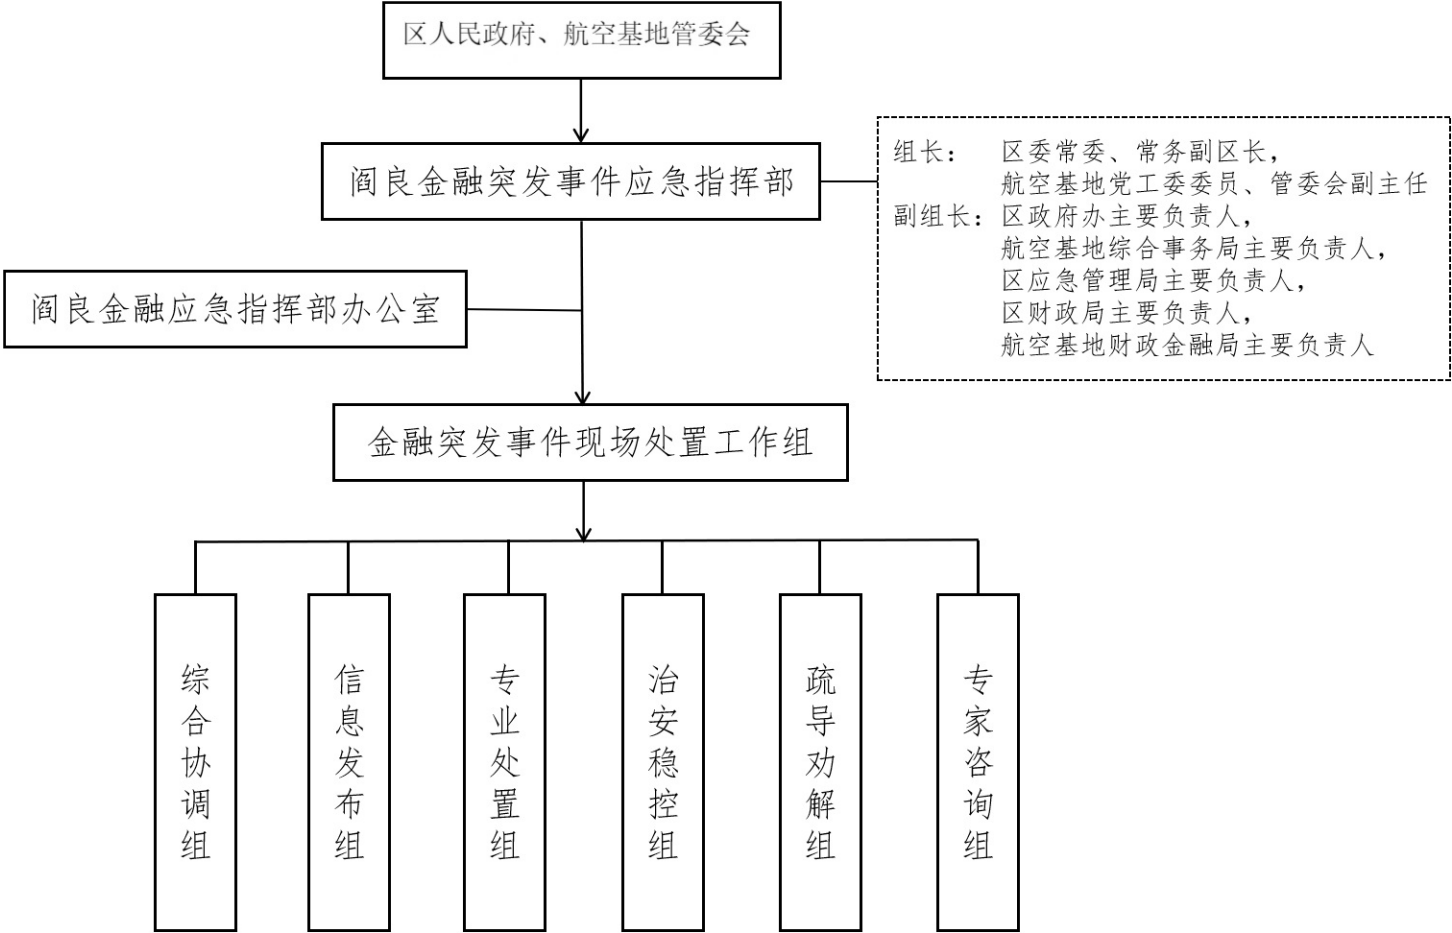 区人民政府、航空基地管委会
阎良金融突发事件应急指挥部
组长： 区委常委、常务副区长，
航空基地党工委委员、管委会副主任
副组长：区政府办主要负责人，
航空基地综合事务局主要负责人，
区应急管理局主要负责人，
区财政局主要负责人，
航空基地财政金融局主要负责人
阎良金融应急指挥部办公室
金融突发事件现场处置工作组
综合协调组
信息发布组
专业处置组
治安稳控组
疏导劝解组
专家咨询组